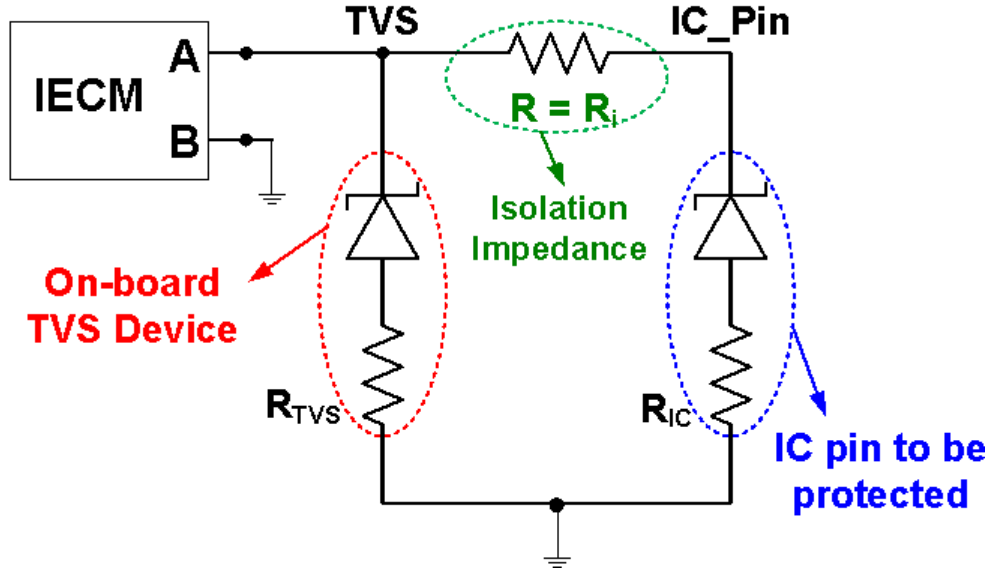 TVS
IC_Pin
A
IECM
B
R = Ri
Isolation
Impedance
On-board
TVS Device
RTVS
RIC
IC pin to be
protected